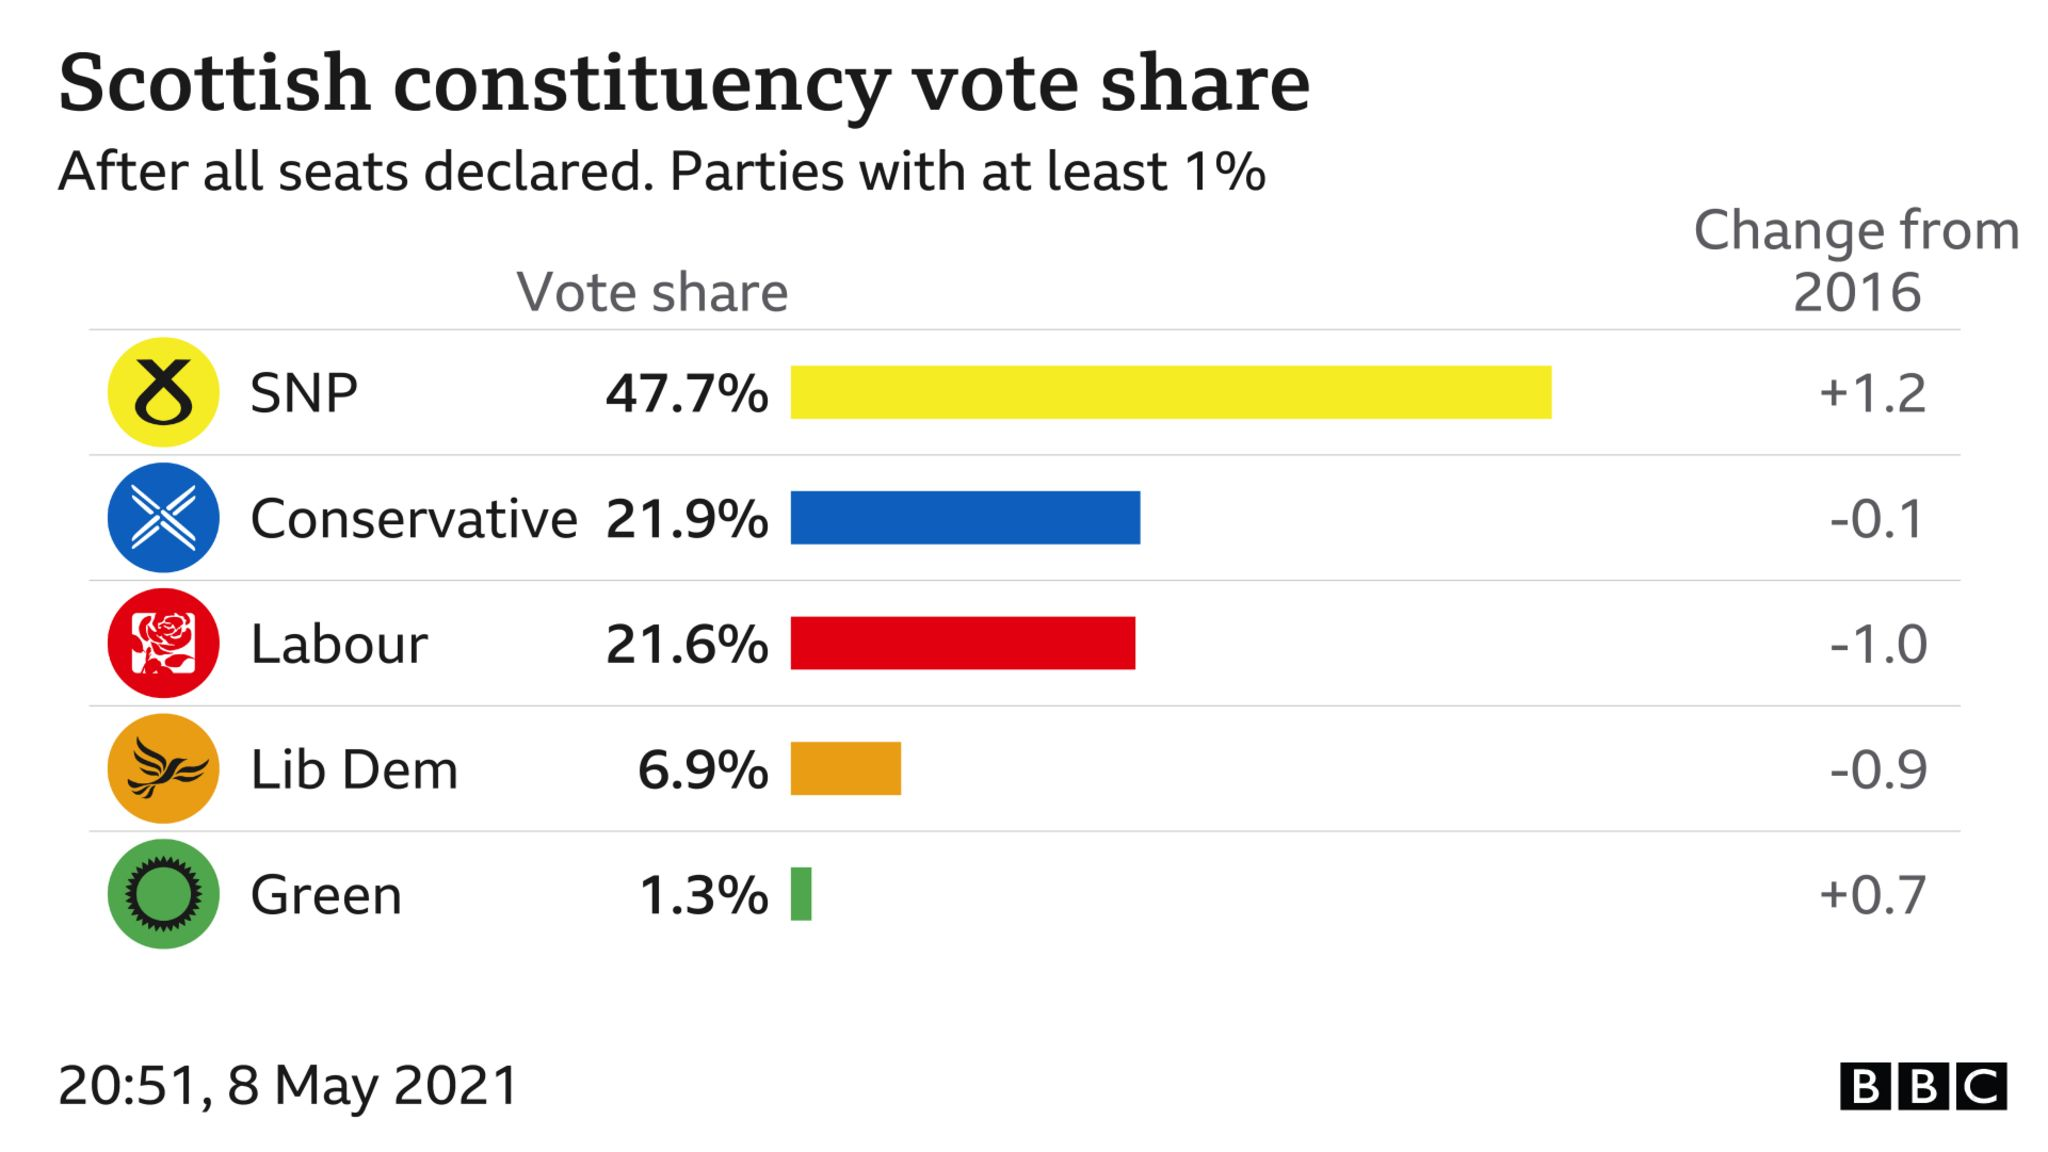 Scottish constituency vote share
After all seats declared. Parties with at least 1%
Vote share Change from
2016
SNP 47.7% +1.2
Conservative 21.9% -0.1
Labour 21.6% -1.0
Lib Dem 6.9% -0.9
Green 1.3% +0.7
20:51, 8 May 2021 BBC